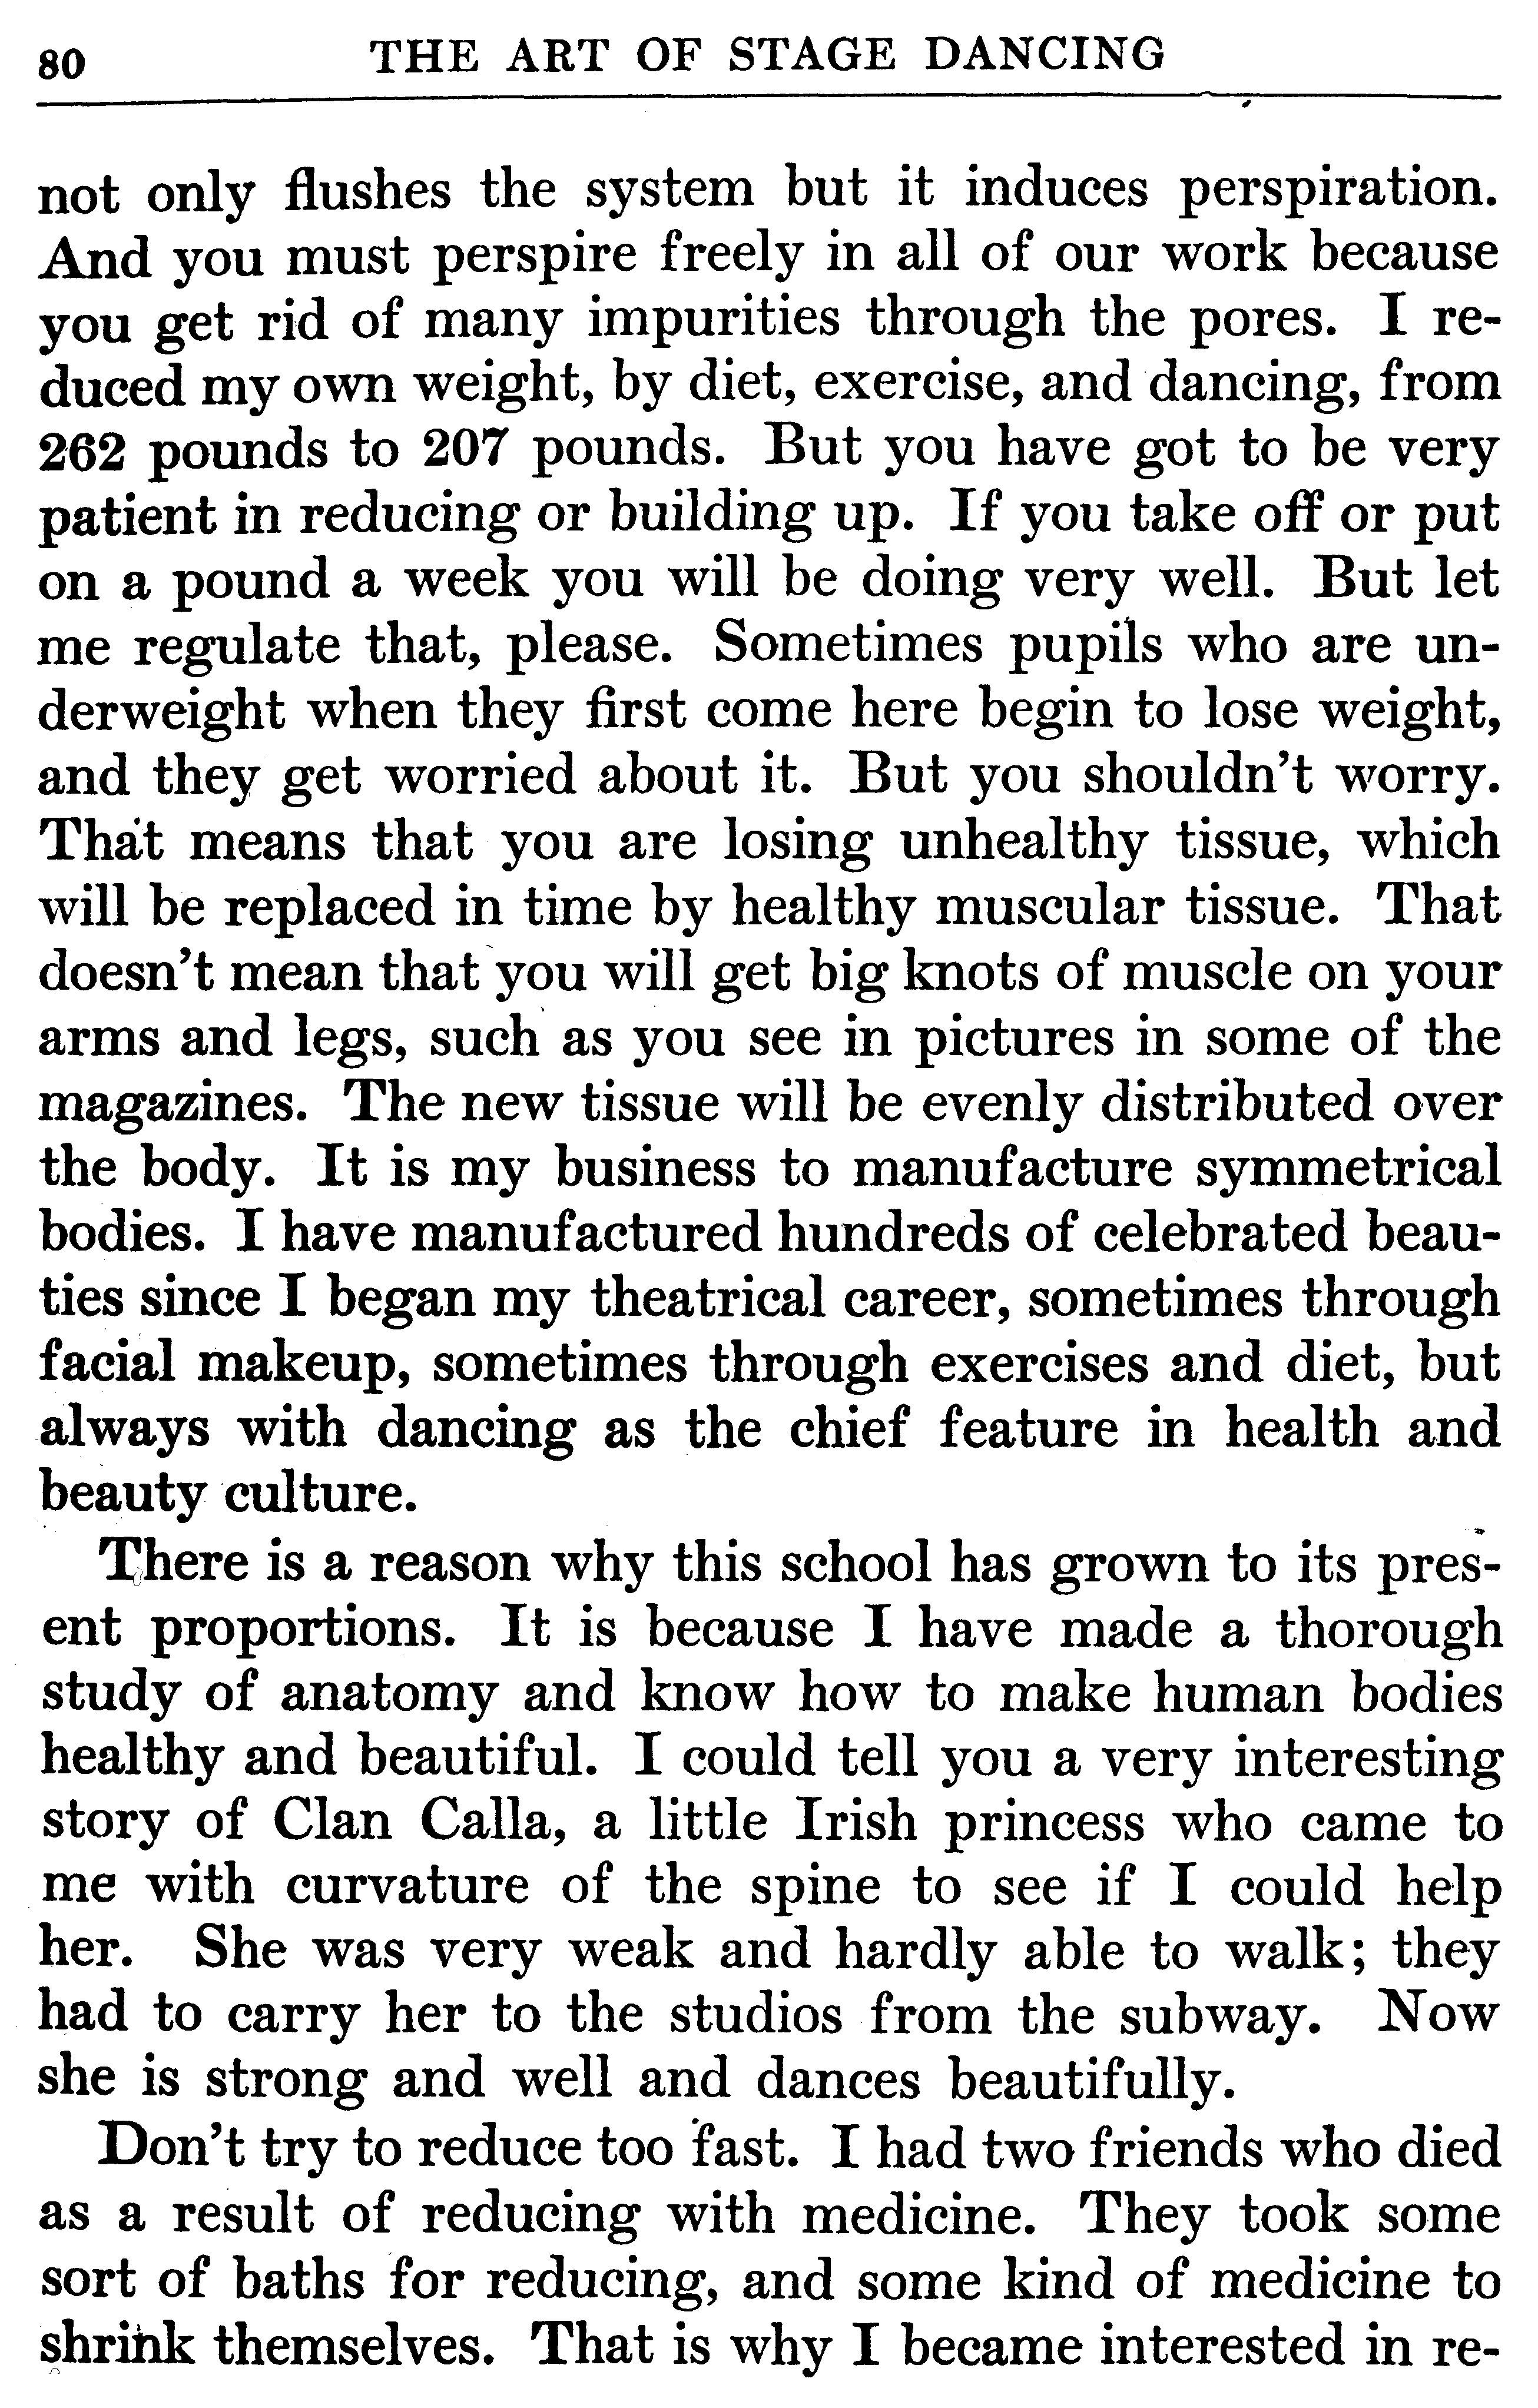 80 THE ART OF STAGE DANCING
not only flushes the system but it induces perspiration.
And you must perspire freely in all of our work because
you get rid of many impurities through the pores. I re-
duced my own weight, by diet, exercise, and dancing, from
262 pounds to 207 pounds. But you have got to be very
patient in reducing or building up. If you take off or put
on a pound a week you will be doing very well. But let
me regulate that, please. Sometimes pupils who are un-
derweight when they first come here begin to lose weight,
and they get worried about it. But you shouldn't worry.
That means that you are losing unhealthy tissue, which
will be replaced in time by healthy muscular tissue. That
doesn't mean that you will get big knots of muscle on your
arms and legs, such as you see in pictures in some of the
magazines. The new tissue will be evenly distributed over
the body. It is my business to manufacture symmetrical
bodies. I have manufactured hundreds of celebrated beau-
ties since I began my theatrical career, sometimes through
facial makeup, sometimes through exercises and diet, but
always with dancing as the chief feature in health and
beauty culture.
There is a reason why this school has grown to its pres-
ent proportions. It is because I have made a thorough
study of anatomy and know how to make human bodies
healthy and beautiful. I could tell you a very interesting
story of Clan Calla, a little Irish princess who came to
me with curvature of the spine to see if I could help
her. She was very weak and hardly able to walk; they
had to carry her to the studios from the subway. Now
she is strong and well and dances beautifully.
Don't try to reduce too fast. I had two friends who died
as a result of reducing with medicine. They took some
sort of baths for reducing, and some kind of medicine to
shrink themselves. That is why I became interested in re-